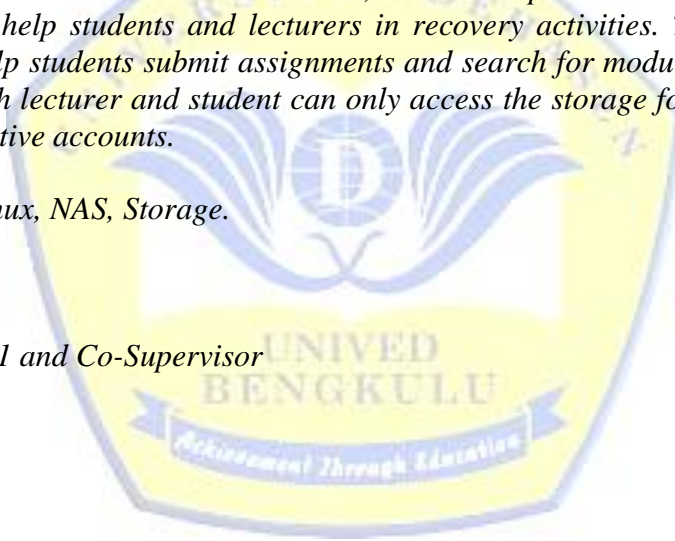 help students and lecturers in recovery activities.
lp students submit assignments and search for modu
h lecturer and student can only access the storage fo
tive accounts.
nux, NAS, Storage.
1 and Co-Supervisor
UNIVED
BENGKULU
Achievement Through Education